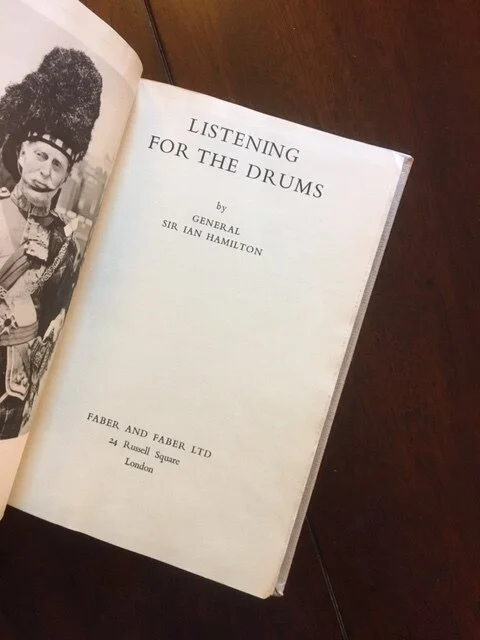 LISTENING
FOR THE DRUMS
by
GENERAL
SIR IAN HAMILTON
FABER AND FABER LTD
24 Russell Square
London